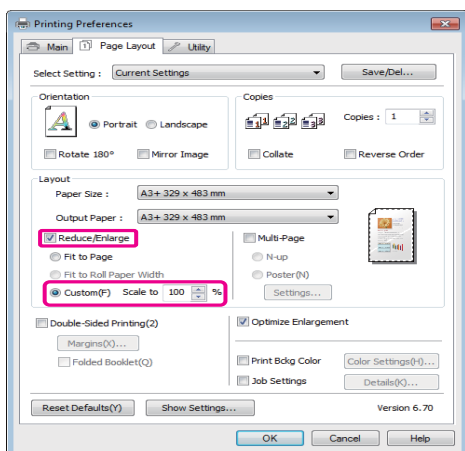 Printing Preferences
Main Page Layout Utility
Select Setting : Current Settings Save/Del...
Orientation Copies
Portrait Landscape Copies : 1
Rotate 180° Mirror Image Collate Reverse Order
Layout
Paper Size : A3+ 329 x 483 mm
Output Paper : A3+ 329 x 483 mm
Reduce/Enlarge Multi-Page
Fit to Page N-up
Fit to Roll Paper Width Poster(N)
Custom(F) Scale to 100 % Settings...
Double-Sided Printing(2) Optimize Enlargement
Margins(X)...
Folded Booklet(Q) Print Bckg Color Color Settings(H)...
Job Settings Details(K)...
Reset Defaults(Y) Show Settings... Version 6.70
OK Cancel Help